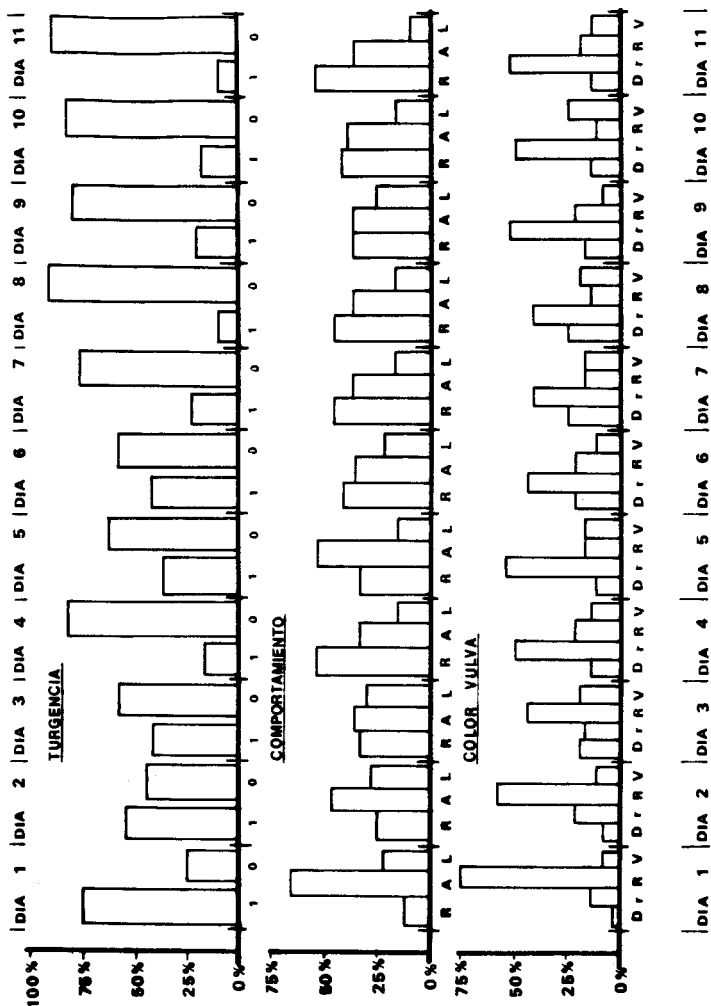 | DIA 1 | DIA 2 | DIA 3 | DIA 4 | DIA 5 | DIA 6 | DIA 7 | DIA 8 | DIA 9 | DIA 10 | DIA 11 |
TURGENCIA
100%
75%
50%
25%
0%
1 0 1 0 1 0 1 0 1 0 1 0 1 0 1 0 1 0 1 0 1 0
COMPORTAMIENTO
75%
50%
25%
0%
R A L R A L R A L R A L R A L R A L R A L R A L R A L R A L R A L
COLOR VULVA
75%
50%
25%
0%
D r R V D r R V D r R V D r R V D r R V D r R V D r R V D r R V D r R V D r R V D r R V
| DIA 1 | DIA 2 | DIA 3 | DIA 4 | DIA 5 | DIA 6 | DIA 7 | DIA 8 | DIA 9 | DIA 10 | DIA 11 |